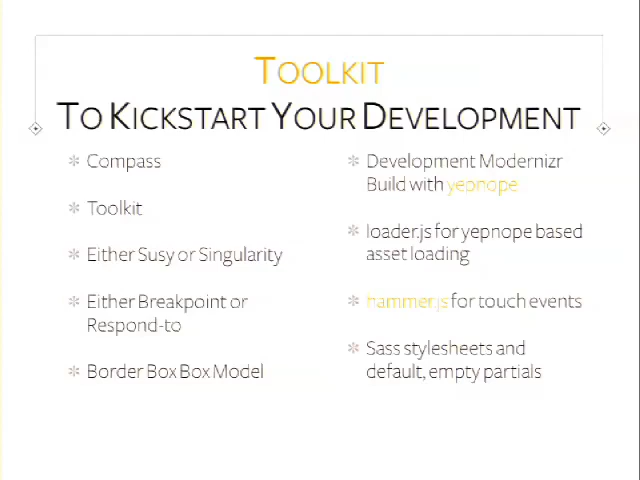 Toolkit
To Kickstart Your Development
Compass
Toolkit
Either Susy or Singularity
Either Breakpoint or
Respond-to
Border Box Box Model
Development Modernizr
Build with yepnope
loader.js for yepnope based
asset loading
hammer.js for touch events
Sass stylesheets and
default, empty partials